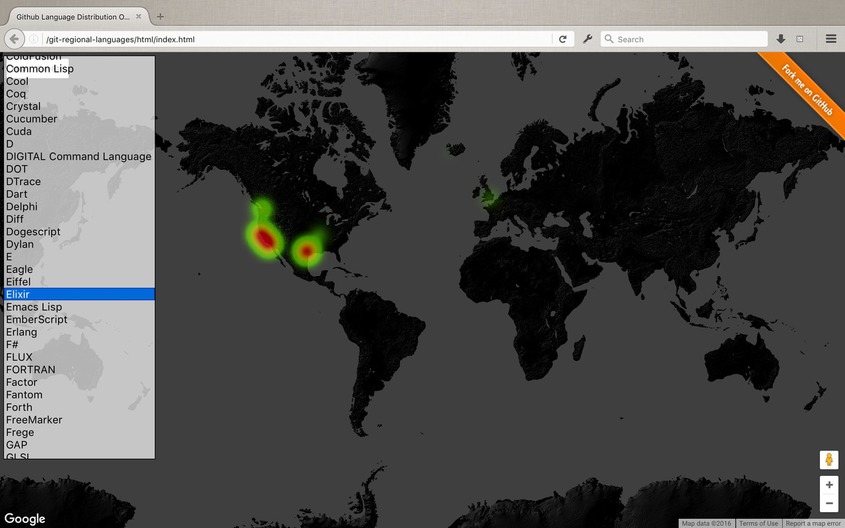 Github Language Distribution O...
/git-regional-languages/html/index.html
Search
Fork me on GitHub
ColdFusion
Common Lisp
Cool
Coq
Crystal
Cucumber
Cuda
D
DIGITAL Command Language
DOT
DTrace
Dart
Delphi
Diff
Dogescript
Dylan
E
Eagle
Eiffel
Elixir
Emacs Lisp
EmberScript
Erlang
F#
FLUX
FORTRAN
Factor
Fantom
Forth
FreeMarker
Frege
GAP
GLSL
Google
Map data ©2016
Terms of Use
Report a map error